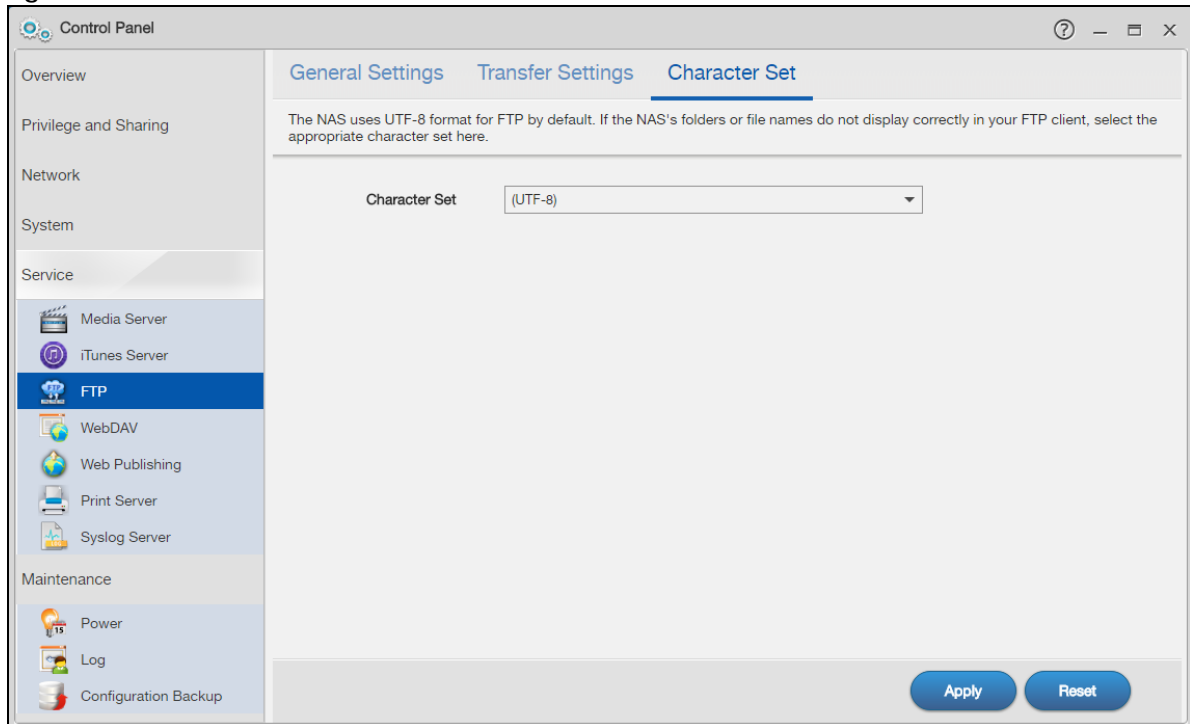 Control Panel
Overview
Privilege and Sharing
Network
System
Service
Media Server
iTunes Server
FTP
WebDAV
Web Publishing
Print Server
Syslog Server
Maintenance
Power
Log
Configuration Backup
General Settings Transfer Settings Character Set
The NAS uses UTF-8 format for FTP by default. If the NAS's folders or file names do not display correctly in your FTP client, select the
appropriate character set here.
Character Set (UTF-8)
Apply Reset